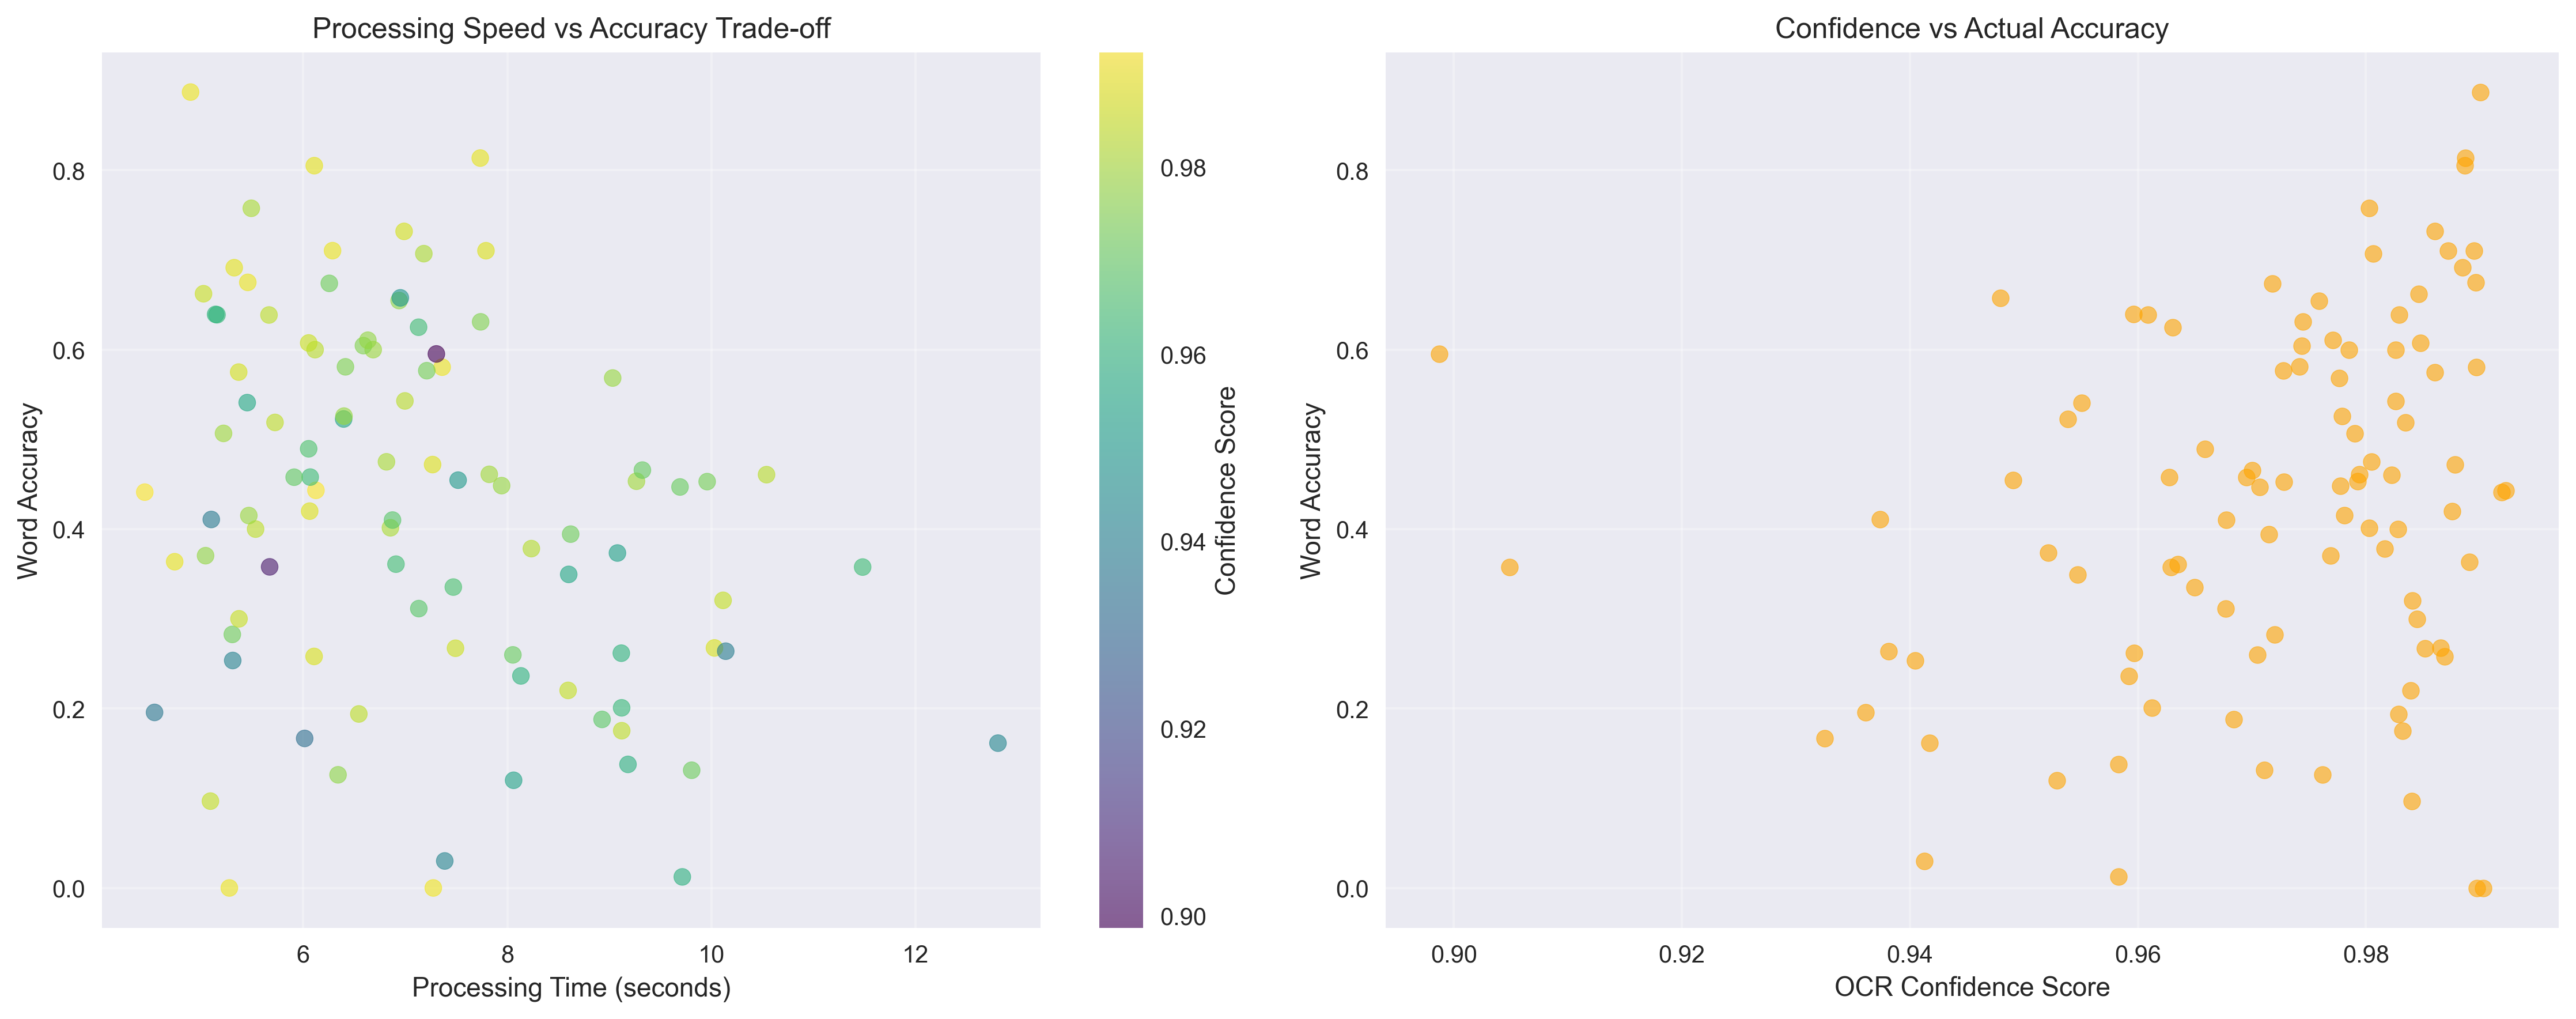 Processing Speed vs Accuracy Trade-off
Word Accuracy
0.8
0.6
0.4
0.2
0.0
6 8 10 12
Processing Time (seconds)
0.98
0.96
0.94
0.92
0.90
Confidence Score
Confidence vs Actual Accuracy
Word Accuracy
0.8
0.6
0.4
0.2
0.0
0.90 0.92 0.94 0.96 0.98
OCR Confidence Score